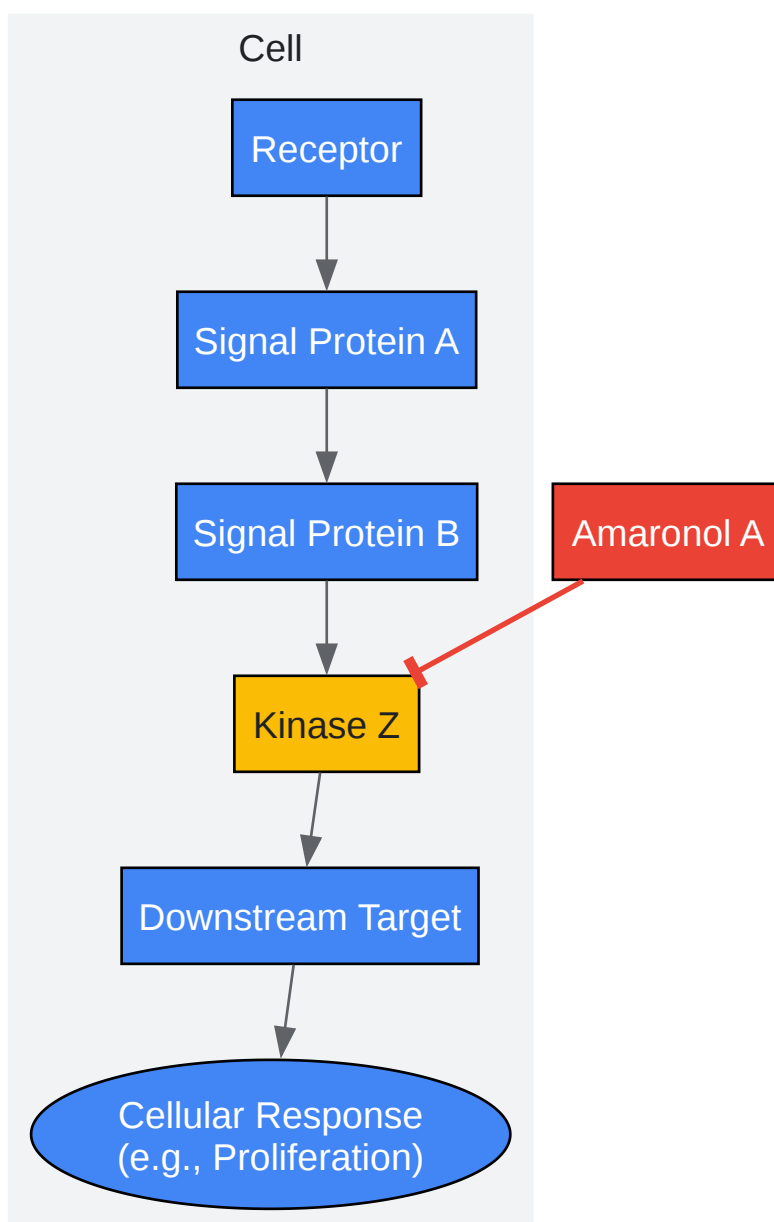 Cell
Receptor
Signal Protein A
Signal Protein B
Amaronol A
Kinase Z
Downstream Target
Cellular Response
(e.g., Proliferation)